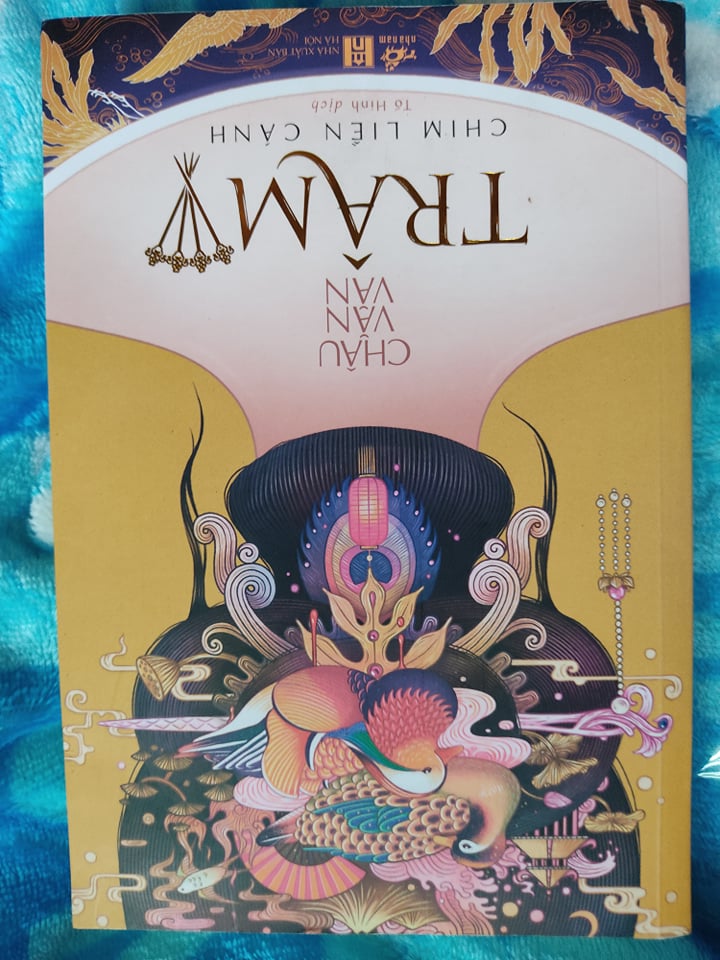 CHÂU
VĂN
VĂN
TRÂM
CHIM LIỀN CÁNH
Tố Hinh dịch
nhã nam
NHÀ XUẤT BẢN
HÀ NỘI